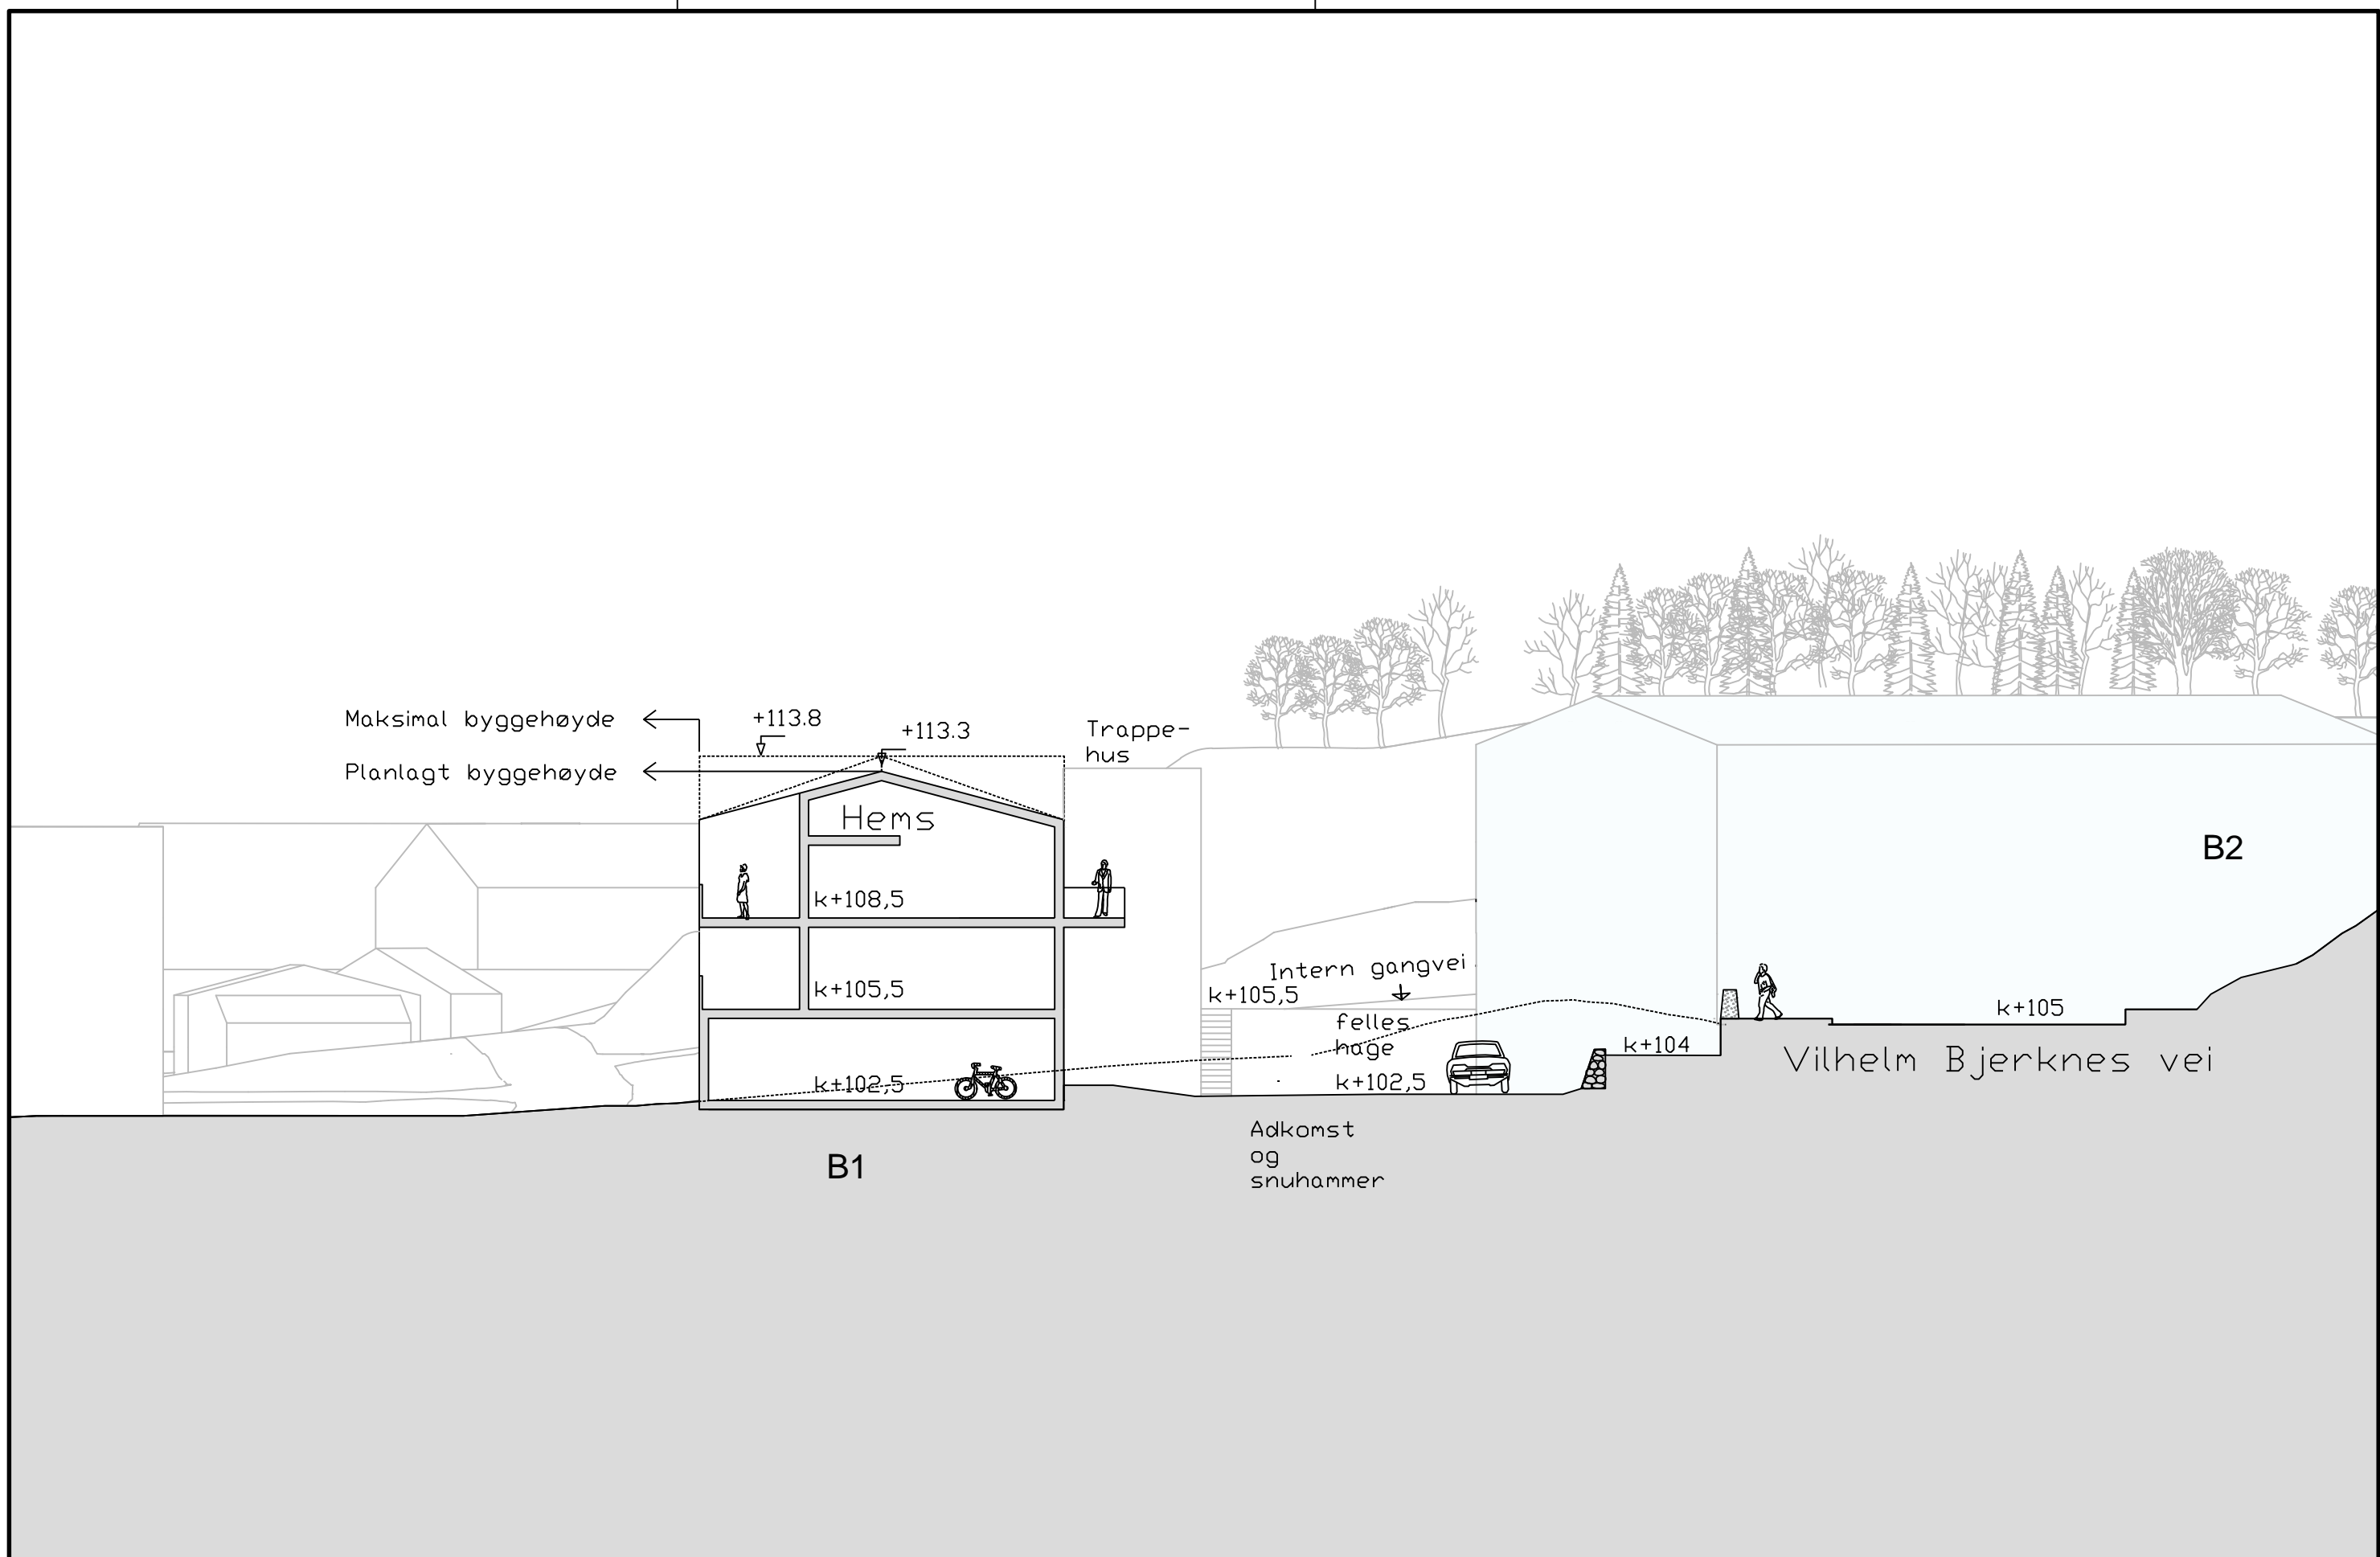 Maksimal byggehøyde
+113.8
+113.3
Trappe-
hus
Planlagt byggehøyde
Hems
B2
k+108,5
Intern gangvei
k+105,5
k+105,5
k+105
felles
hage
k+104
Vilhelm Bjerknes vei
k+102,5
k+102,5
Adkomst
og
snuhammer
B1